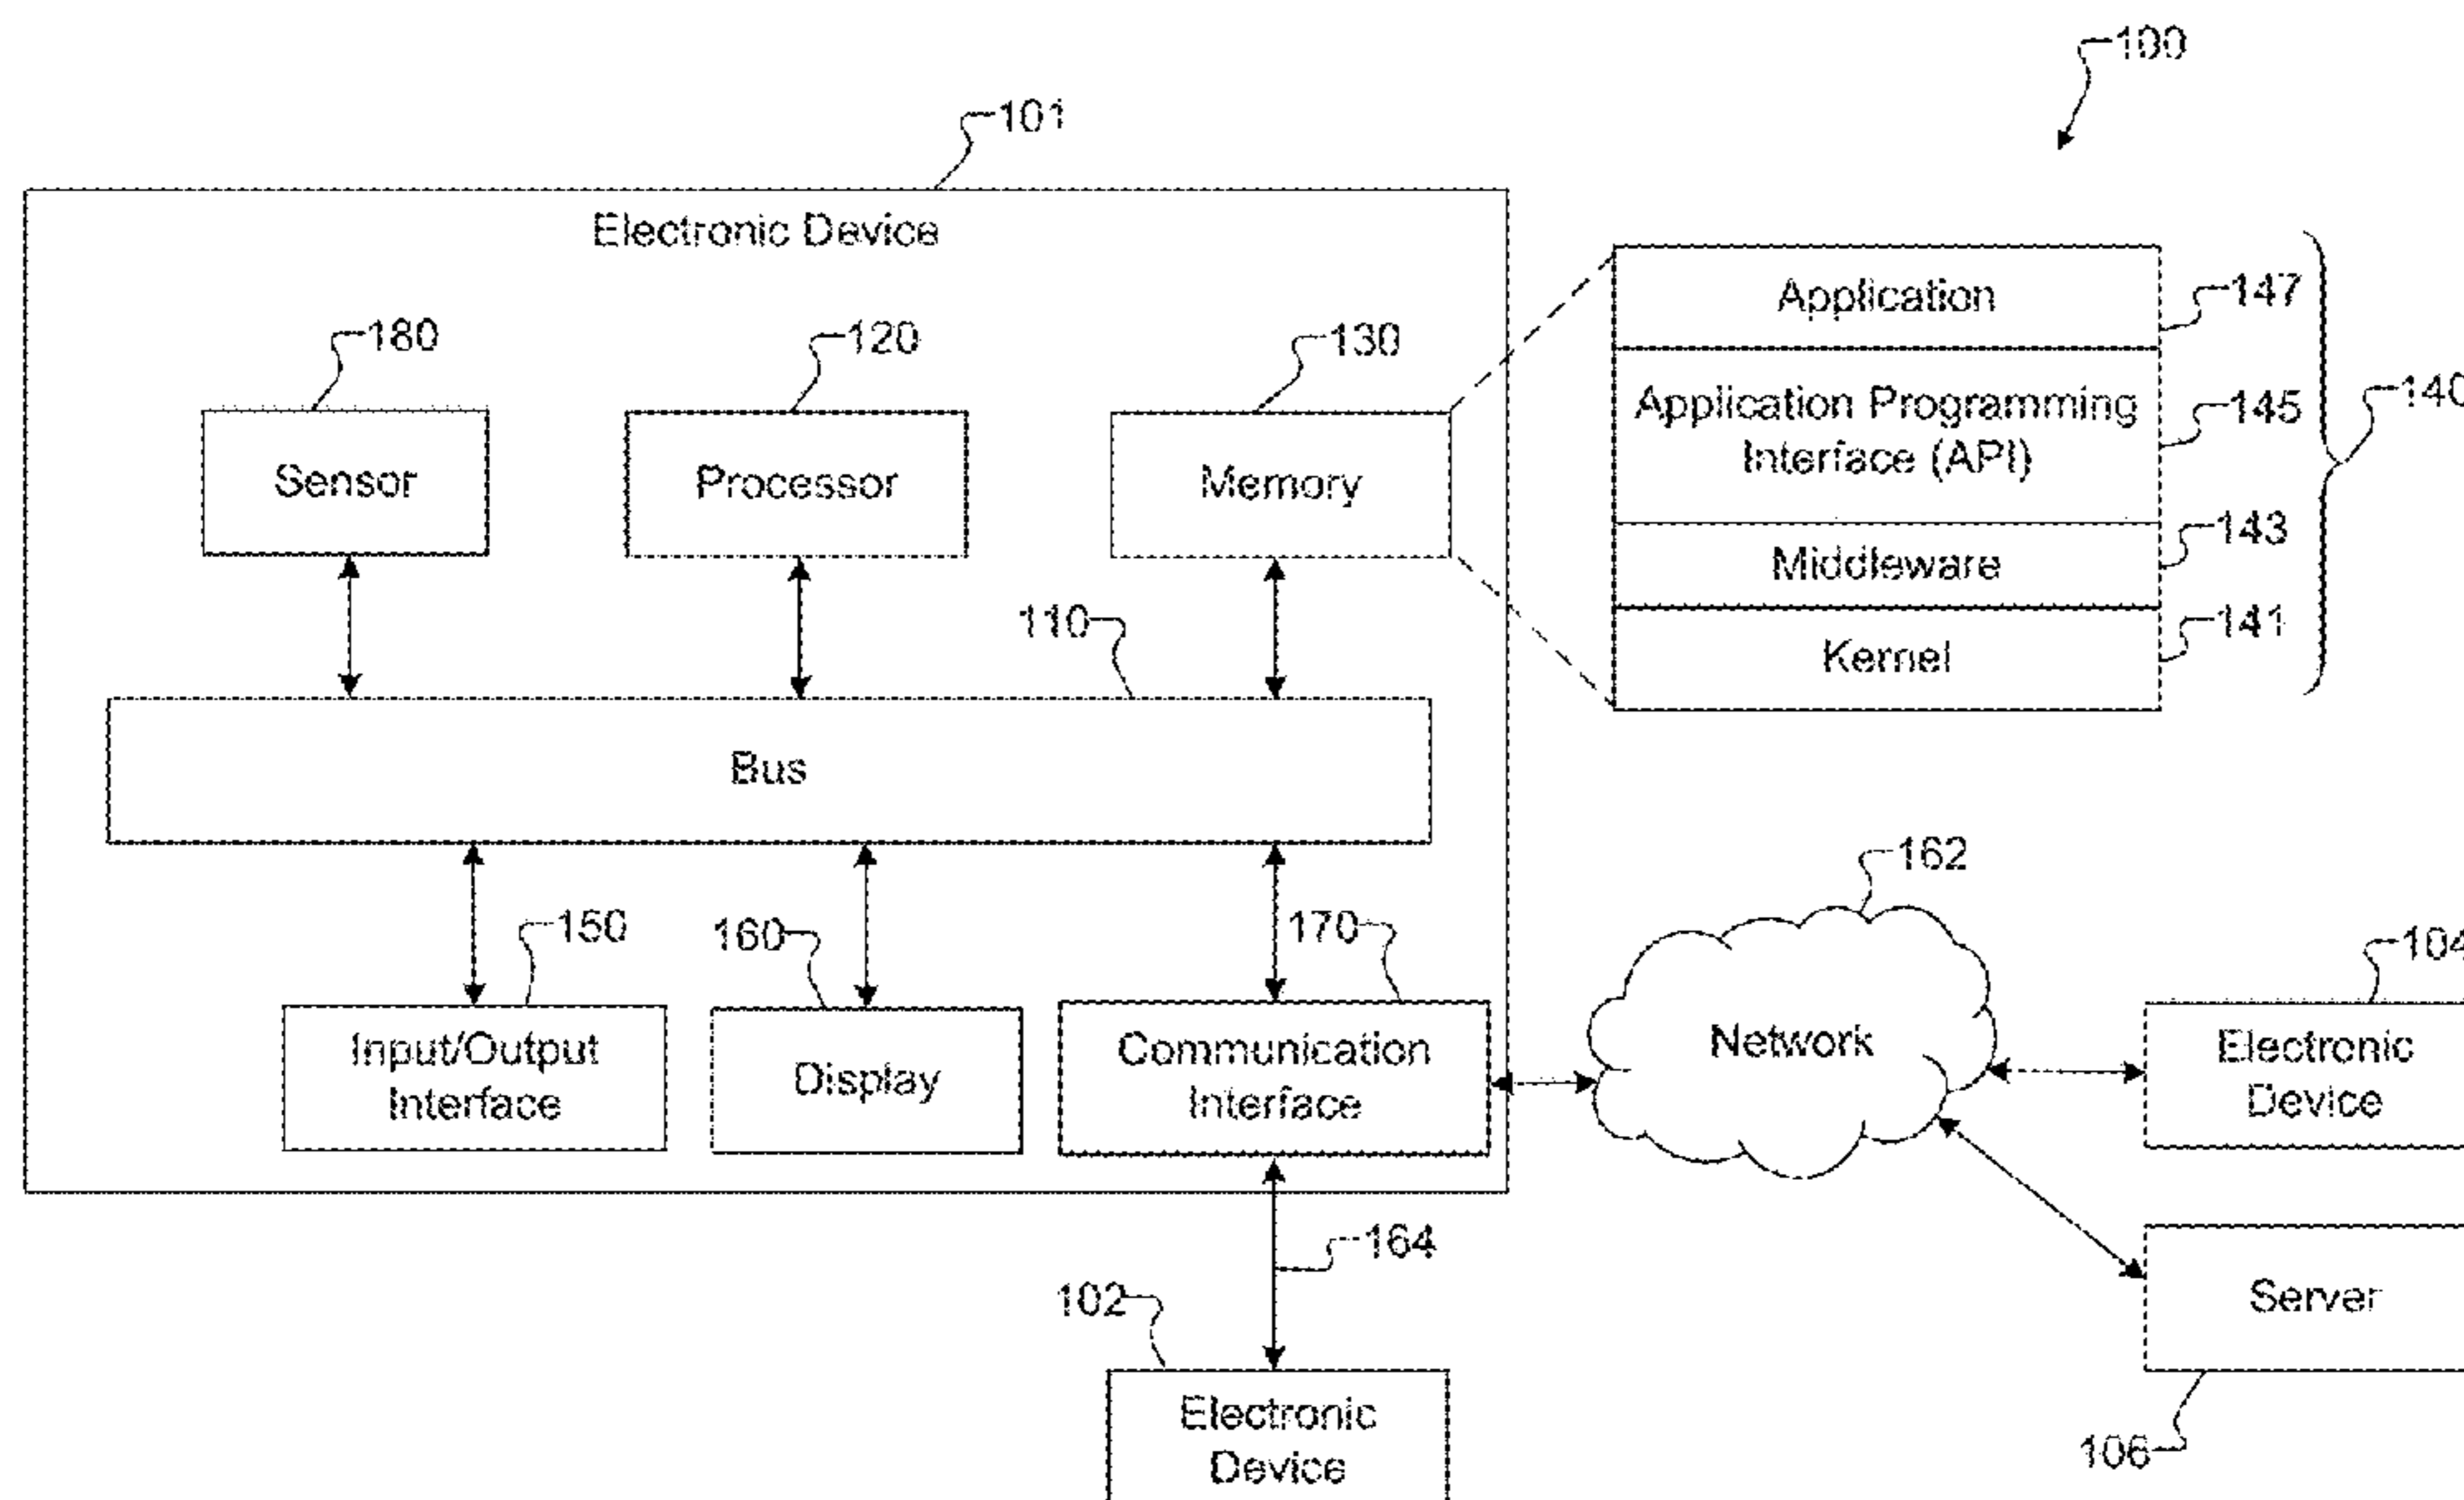 100
101
Electronic Device
Application
147
180
120
130
Application Programming
Interface (API)
145
140
Sensor
Processor
Memory
Middleware
143
110
Kernel
141
Bus
162
150
160
170
104
Input/Output
Interface
Display
Communication
Interface
Network
Electronic
Device
164
102
Server
Electronic
Device
106